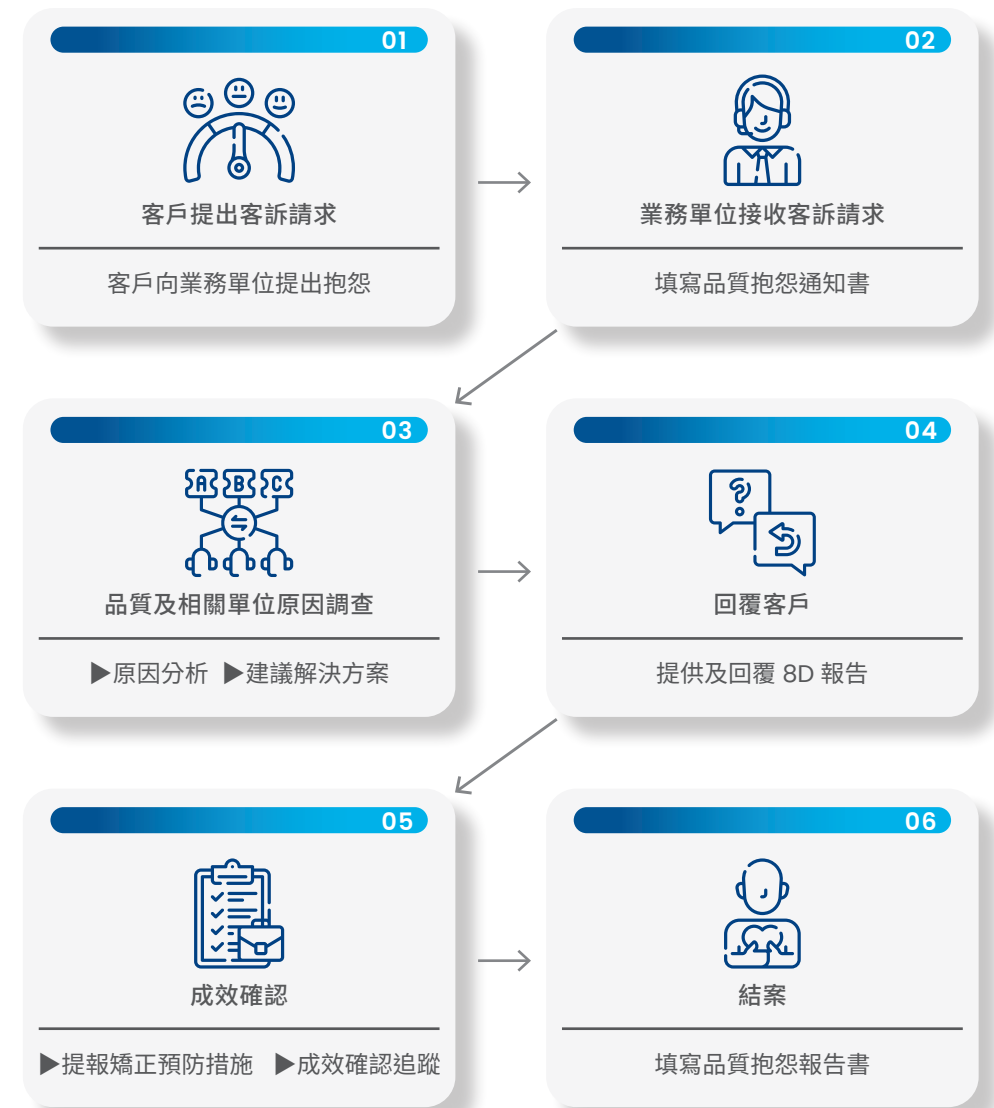 01
客戶提出客訴請求
客戶向業務單位提出抱怨
02
業務單位接收客訴請求
填寫品質抱怨通知書
03
A B C
品質及相關單位原因調查
▶原因分析 ▶建議解決方案
04
?
回覆客戶
提供及回覆 8D 報告
05
成效確認
▶提報矯正預防措施 ▶成效確認追蹤
06
結案
填寫品質抱怨報告書